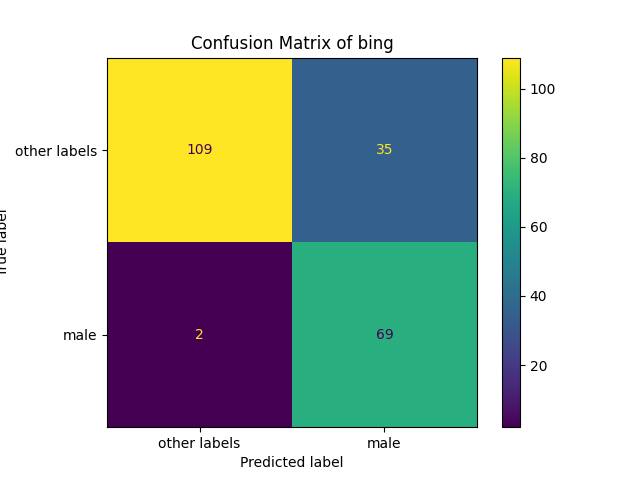 Confusion Matrix of bing
other labels
109
35
male
2
69
other labels
male
Predicted label
True label
100
80
60
40
20